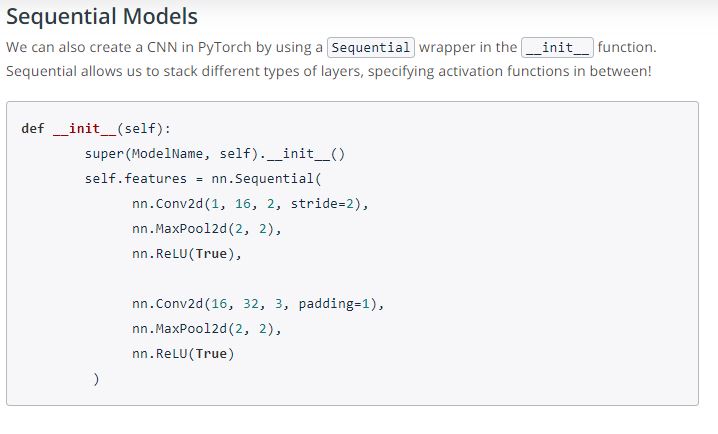 Sequential Models
We can also create a CNN in PyTorch by using a Sequential wrapper in the __init__ function.
Sequential allows us to stack different types of layers, specifying activation functions in between!
def __init__(self):
        super(ModelName, self).__init__()
        self.features = nn.Sequential(
              nn.Conv2d(1, 16, 2, stride=2),
              nn.MaxPool2d(2, 2),
              nn.ReLU(True),

              nn.Conv2d(16, 32, 3, padding=1),
              nn.MaxPool2d(2, 2),
              nn.ReLU(True)
         )